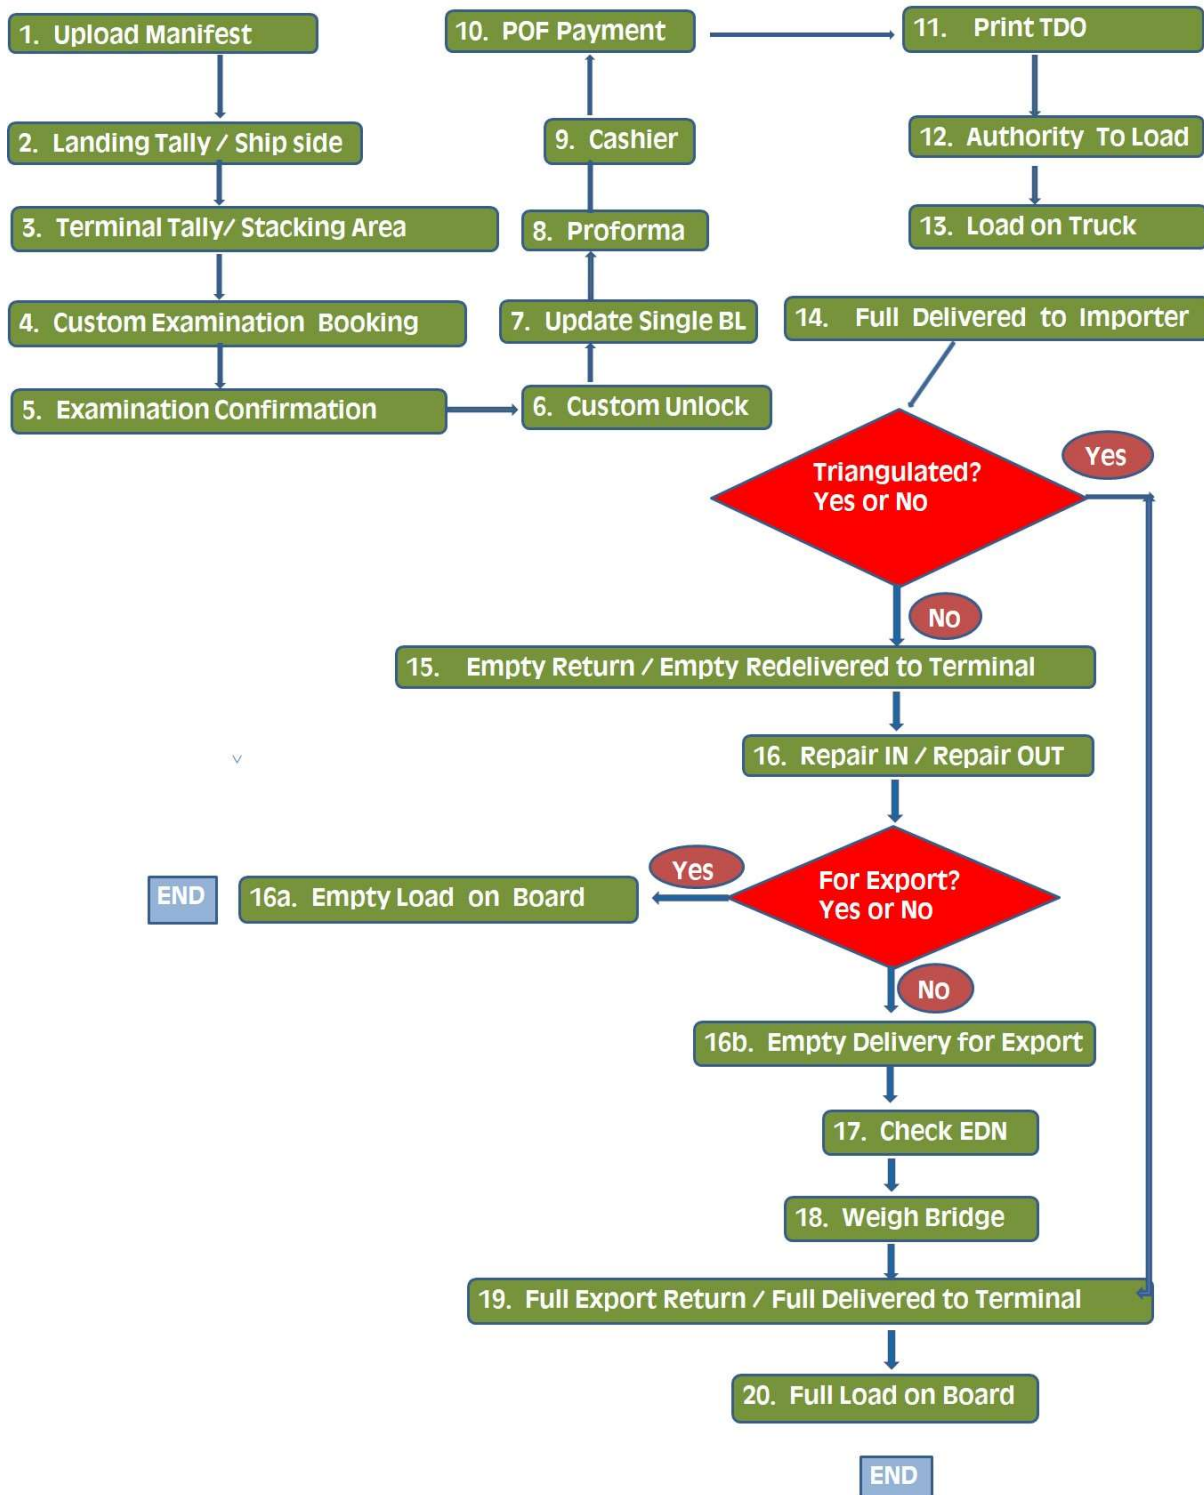 1. Upload Manifest
2. Landing Tally / Ship side
3. Terminal Tally/ Stacking Area
4. Custom Examination Booking
5. Examination Confirmation
6. Custom Unlock
7. Update Single BL
8. Proforma
9. Cashier
10. POF Payment
11. Print TDO
12. Authority To Load
13. Load on Truck
14. Full Delivered to Importer
Triangulated?
Yes or No
Yes
No
15. Empty Return / Empty Redelivered to Terminal
16. Repair IN / Repair OUT
For Export?
Yes or No
Yes
16a. Empty Load on Board
END
No
16b. Empty Delivery for Export
17. Check EDN
18. Weigh Bridge
19. Full Export Return / Full Delivered to Terminal
20. Full Load on Board
END